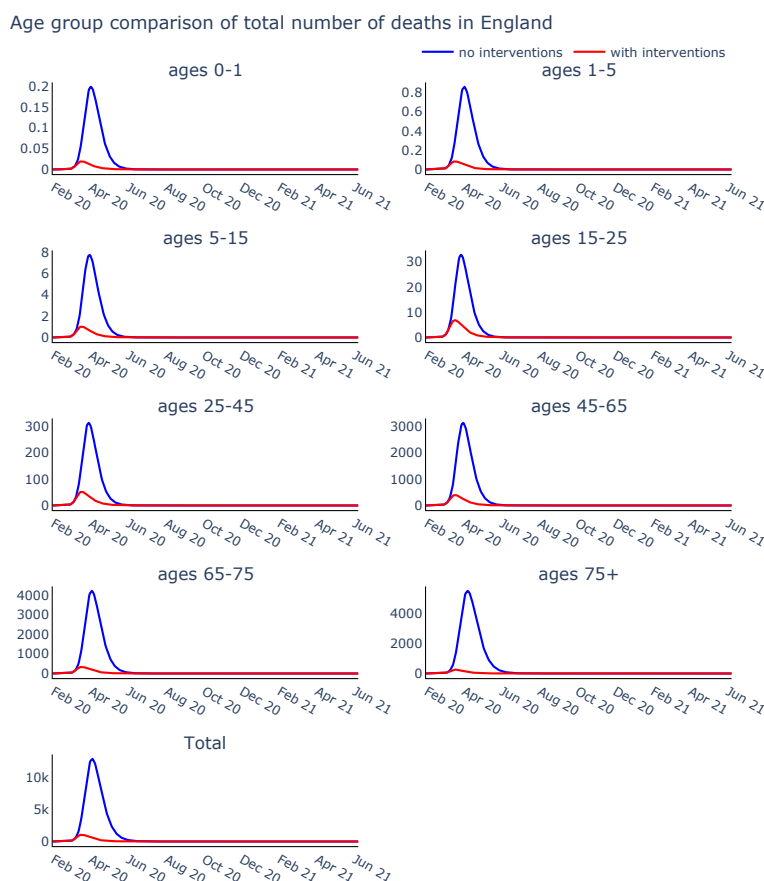 Age group comparison of total number of deaths in England
no interventions with interventions
ages 0-1
0.2
0.15
0.1
0.05
0
Feb 20 Apr 20 Jun 20 Aug 20 Oct 20 Dec 20 Feb 21 Apr 21 Jun 21
ages 1-5
0.8
0.6
0.4
0.2
0
Feb 20 Apr 20 Jun 20 Aug 20 Oct 20 Dec 20 Feb 21 Apr 21 Jun 21
ages 5-15
8
6
4
2
0
Feb 20 Apr 20 Jun 20 Aug 20 Oct 20 Dec 20 Feb 21 Apr 21 Jun 21
ages 15-25
30
20
10
0
Feb 20 Apr 20 Jun 20 Aug 20 Oct 20 Dec 20 Feb 21 Apr 21 Jun 21
ages 25-45
300
200
100
0
Feb 20 Apr 20 Jun 20 Aug 20 Oct 20 Dec 20 Feb 21 Apr 21 Jun 21
ages 45-65
3000
2000
1000
0
Feb 20 Apr 20 Jun 20 Aug 20 Oct 20 Dec 20 Feb 21 Apr 21 Jun 21
ages 65-75
4000
3000
2000
1000
0
Feb 20 Apr 20 Jun 20 Aug 20 Oct 20 Dec 20 Feb 21 Apr 21 Jun 21
ages 75+
4000
2000
0
Feb 20 Apr 20 Jun 20 Aug 20 Oct 20 Dec 20 Feb 21 Apr 21 Jun 21
Total
10k
5k
0
Feb 20 Apr 20 Jun 20 Aug 20 Oct 20 Dec 20 Feb 21 Apr 21 Jun 21